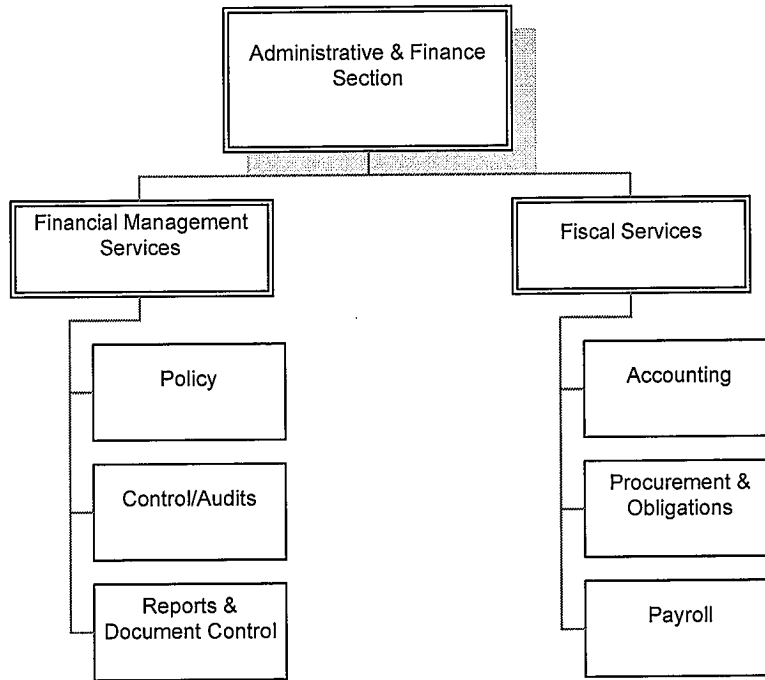 Administrative & Finance
Section
Financial Management
Services
Policy
Control/Audits
Reports &
Document Control
Fiscal Services
Accounting
Procurement &
Obligations
Payroll